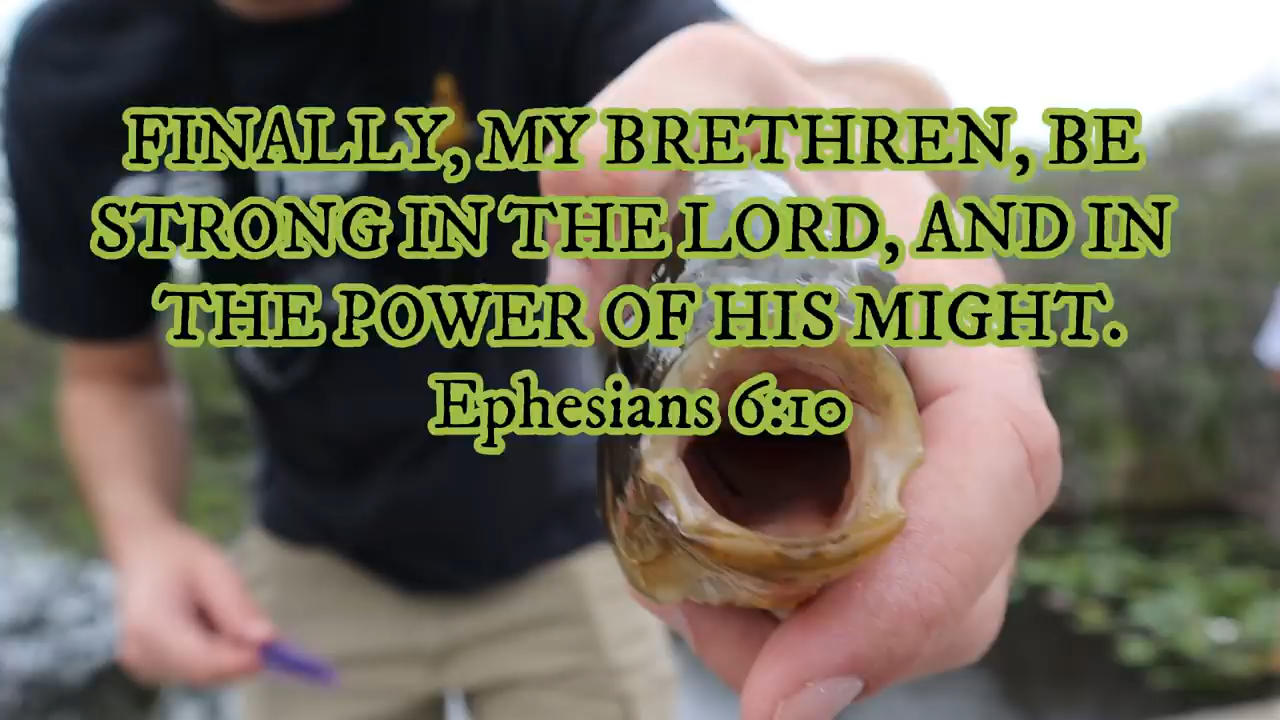 FINALLY, MY BRETHREN, BE
STRONG IN THE LORD, AND IN
THE POWER OF HIS MIGHT.
Ephesians 6:10